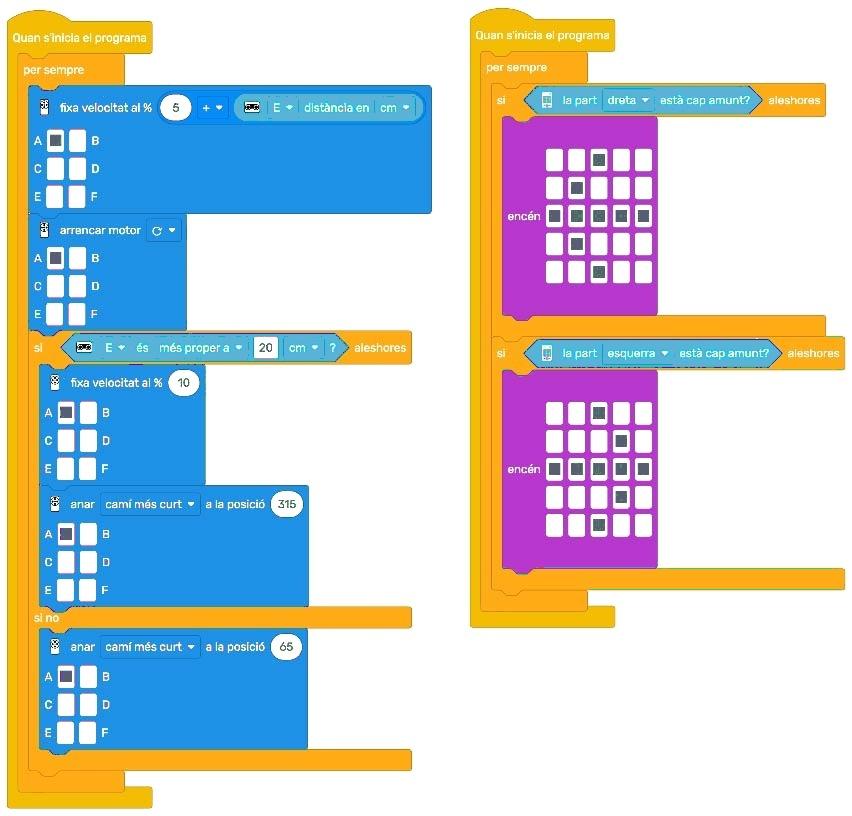 Quan s'inicia el programa
per sempre
fixa velocitat al % 5 + E distància en cm
A B
C D
E F
arrencar motor
A B
C D
E F
si E és més proper a 20 cm ? aleshores
fixa velocitat al % 10
A B
C D
E F
anar camí més curt a la posició 315
A B
C D
E F
si no
anar camí més curt a la posició 65
A B
C D
E F
Quan s'inicia el programa
per sempre
si la part dreta està cap amunt? aleshores
encén
si la part esquerra està cap amunt? aleshores
encén